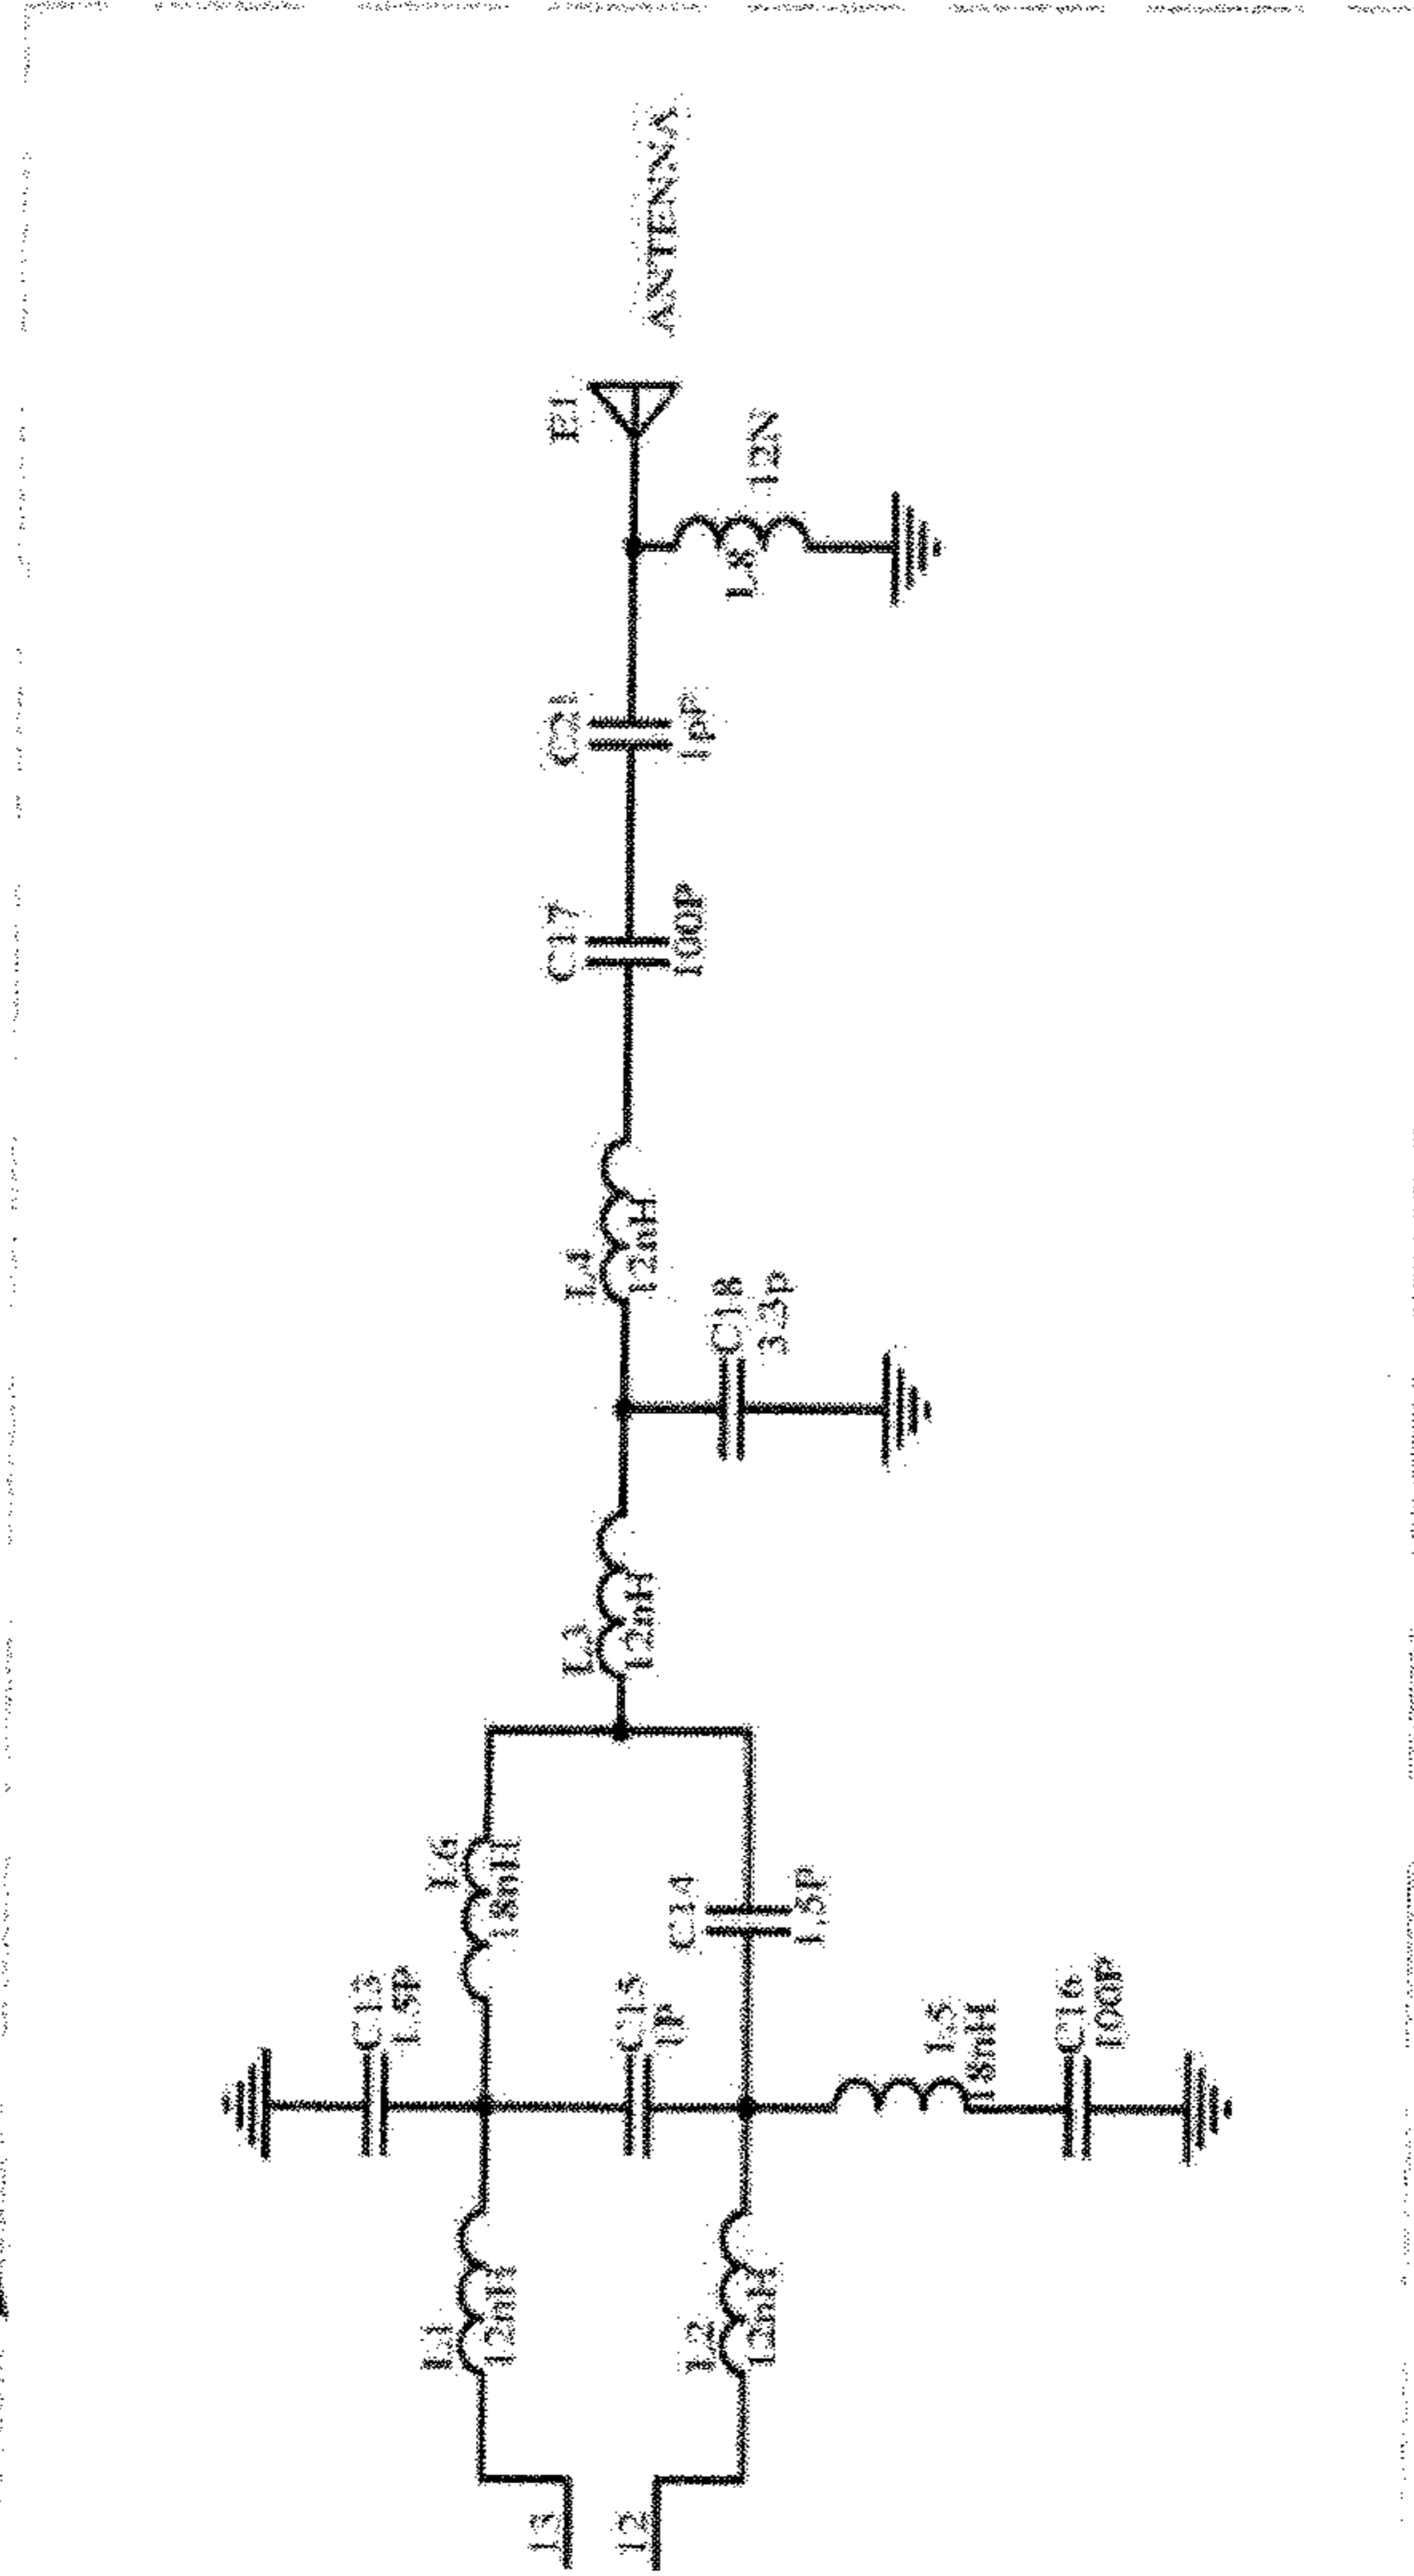 ANTENNA
E1
L8
12N
C21
1pF
C17
100P
L4
12nH
C18
3.3p
L3
12nH
L6
18nH
C14
1.5P
C13
1.5P
C15
1P
L5
18nH
C16
100P
L1
12nH
L2
12nH
13
12